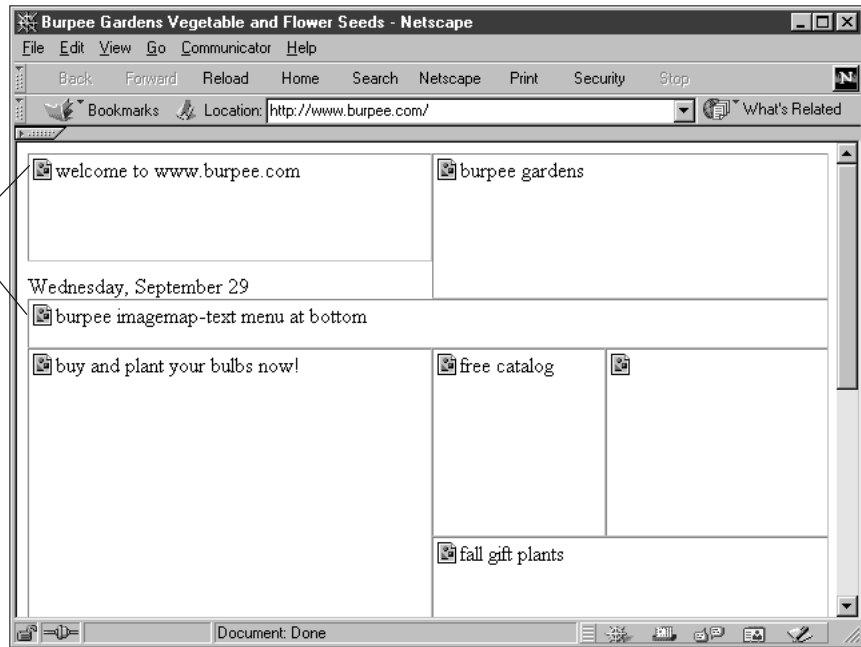 Burpee Gardens Vegetable and Flower Seeds - Netscape
File Edit View Go Communicator Help
Back Forward Reload Home Search Netscape Print Security Stop N
Bookmarks Location: http://www.burpee.com/ What's Related
welcome to www.burpee.com
burpee gardens
Wednesday, September 29
burpee imagemap-text menu at bottom
buy and plant your bulbs now!
free catalog
fall gift plants
Document: Done